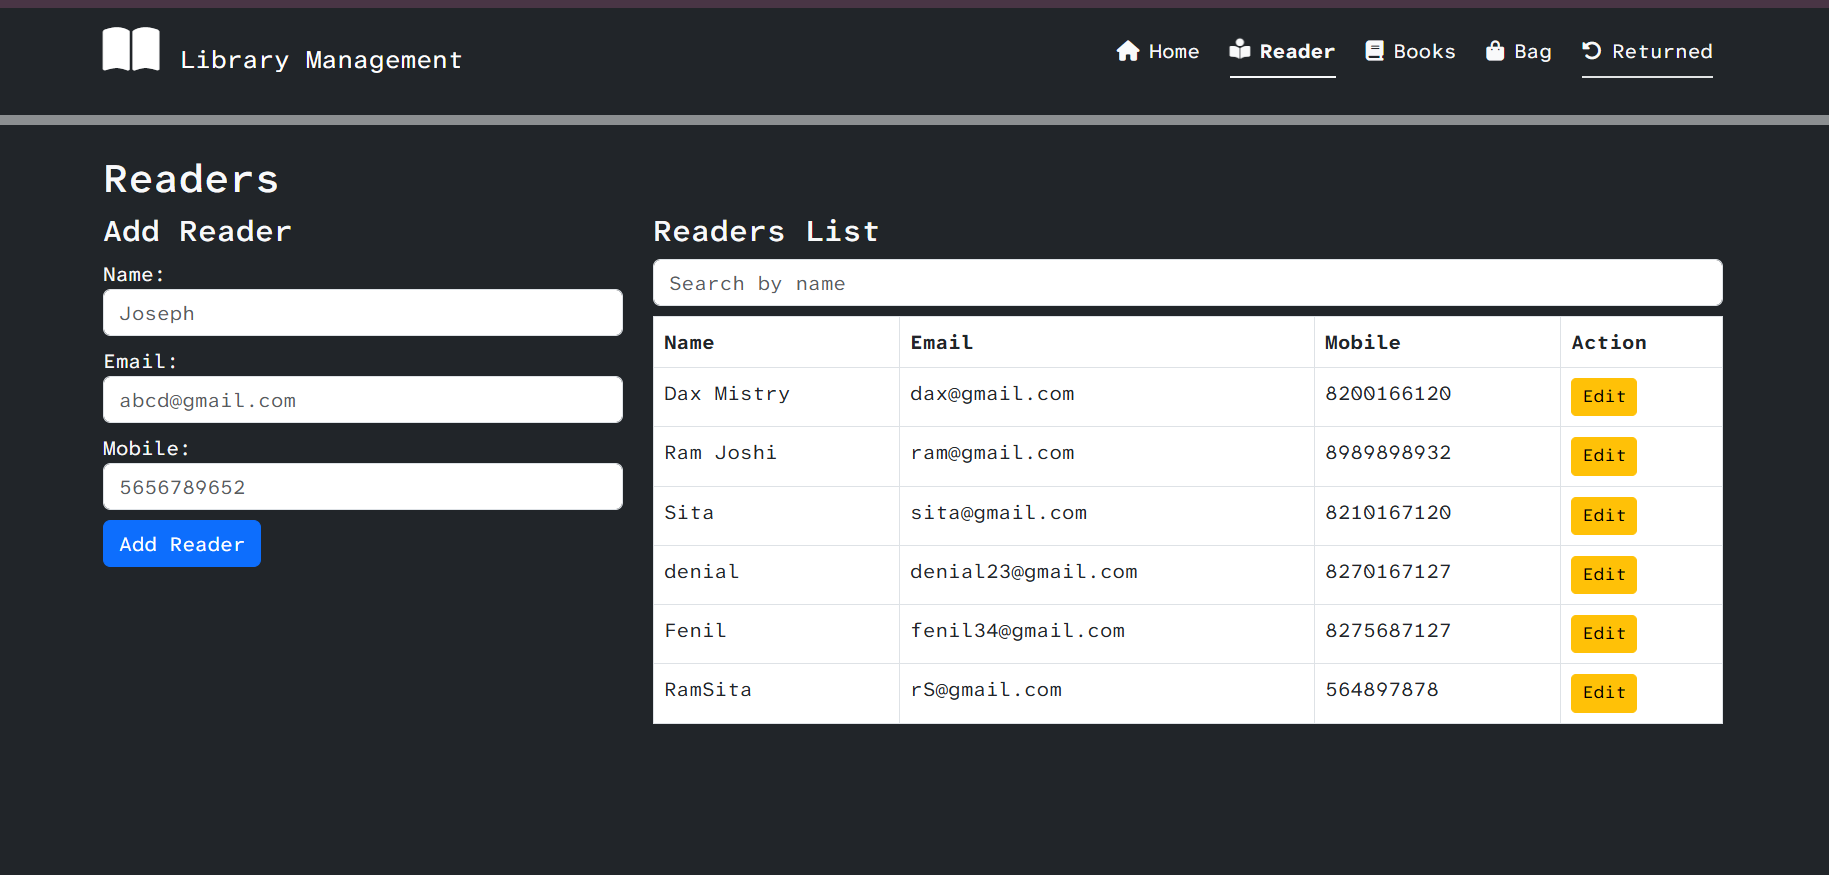 Library Management
Home Reader Books Bag Returned
Readers
Add Reader
Name:
Joseph
Email:
abcd@gmail.com
Mobile:
5656789652
Add Reader
Readers List
Search by name
Name Email Mobile Action
Dax Mistry dax@gmail.com 8200166120 Edit
Ram Joshi ram@gmail.com 8989898932 Edit
Sita sita@gmail.com 8210167120 Edit
denial denial23@gmail.com 8270167127 Edit
Fenil fenil34@gmail.com 8275687127 Edit
RamSita rS@gmail.com 564897878 Edit